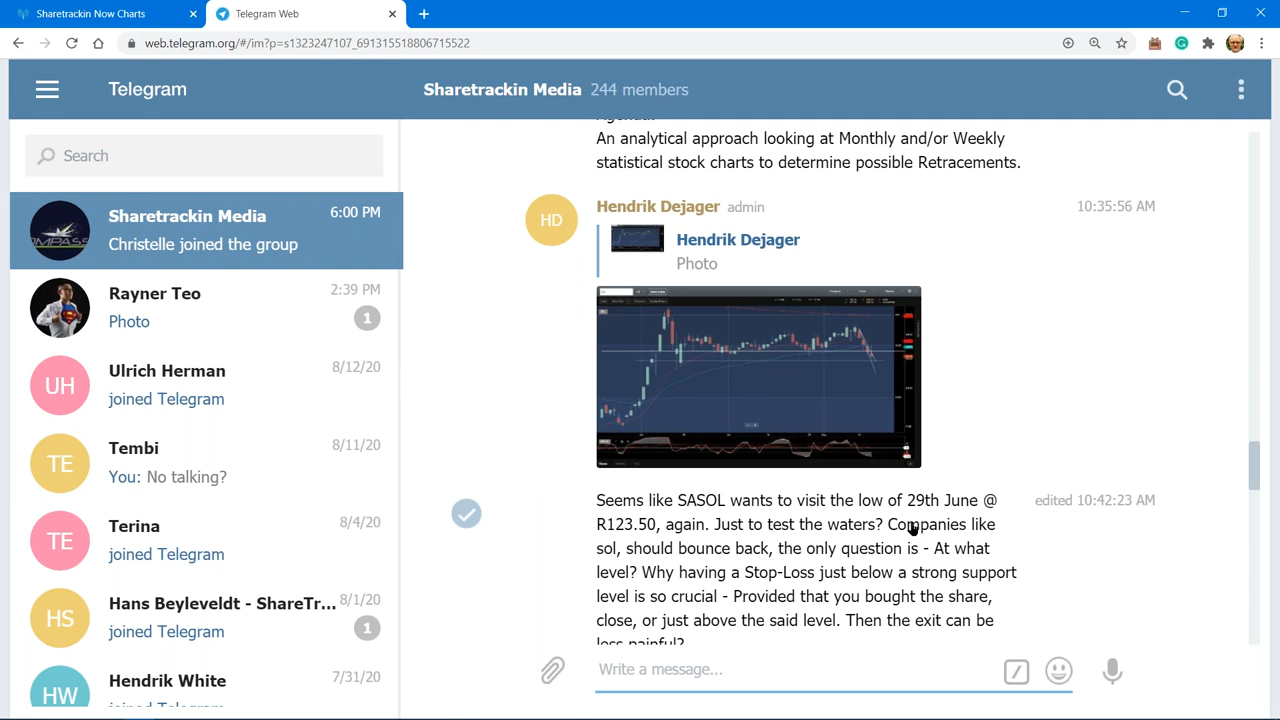 Sharetrackin Now Charts
Telegram Web
web.telegram.org/#/im?p=s1323247107_691315518806715522
Telegram
Sharetrackin Media 244 members
Search
Sharetrackin Media 6:00 PM
Christelle joined the group
Rayner Teo 2:39 PM
Photo 1
UH Ulrich Herman 8/12/20
joined Telegram
TE Tembi 8/11/20
You: No talking?
TE Terina 8/4/20
joined Telegram
HS Hans Beyleveldt - ShareTr... 8/1/20
joined Telegram 1
HW Hendrik White 7/31/20
joined Telegram
Agenda:
An analytical approach looking at Monthly and/or Weekly
statistical stock charts to determine possible Retracements.
HD Hendrik Dejager admin 10:35:56 AM
Hendrik Dejager
Photo
Seems like SASOL wants to visit the low of 29th June @ edited 10:42:23 AM
R123.50, again. Just to test the waters? Companies like
sol, should bounce back, the only question is - At what
level? Why having a Stop-Loss just below a strong support
level is so crucial - Provided that you bought the share,
close, or just above the said level. Then the exit can be
less painful?
Write a message...